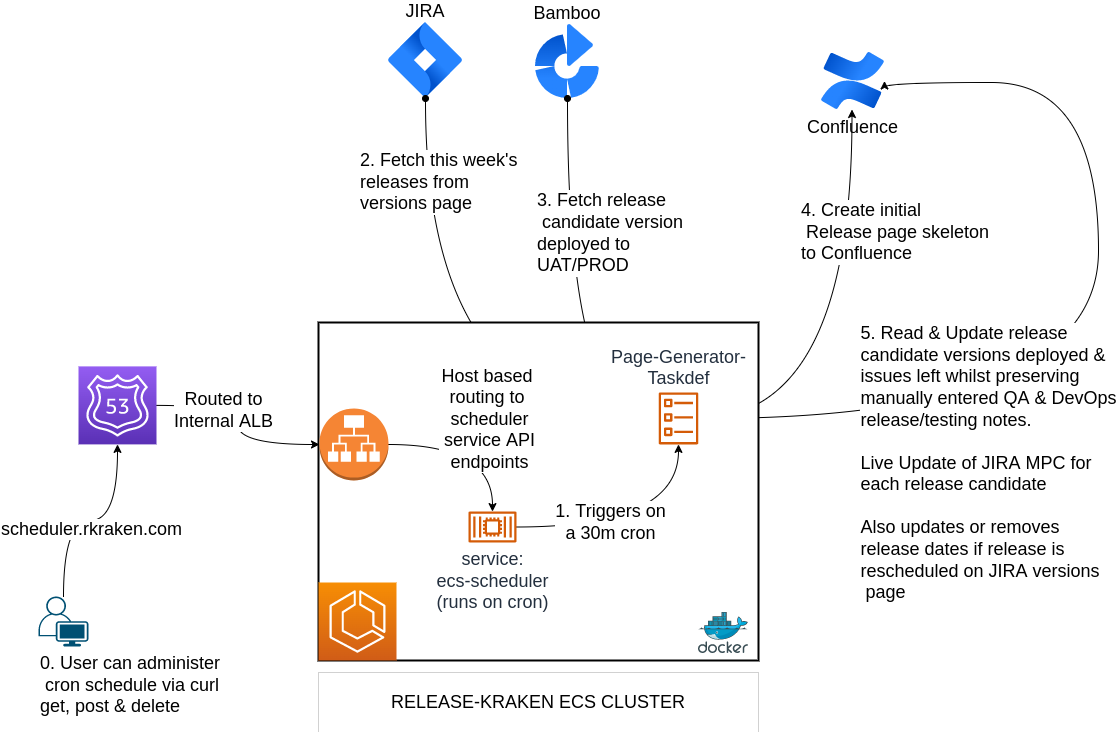 JIRA
Bamboo
Confluence
2. Fetch this week's
releases from
versions page
3. Fetch release
candidate version
deployed to
UAT/PROD
4. Create initial
Release page skeleton
to Confluence
5. Read & Update release
candidate versions deployed &
issues left whilst preserving
manually entered QA & DevOps
release/testing notes.
Live Update of JIRA MPC for
each release candidate
Also updates or removes
release dates if release is
rescheduled on JIRA versions
page
53
Routed to
Internal ALB
Host based
routing to
scheduler
service API
endpoints
Page-Generator-
Taskdef
1. Triggers on
a 30m cron
service:
ecs-scheduler
(runs on cron)
scheduler.rkraken.com
0. User can administer
cron schedule via curl
get, post & delete
docker
RELEASE-KRAKEN ECS CLUSTER